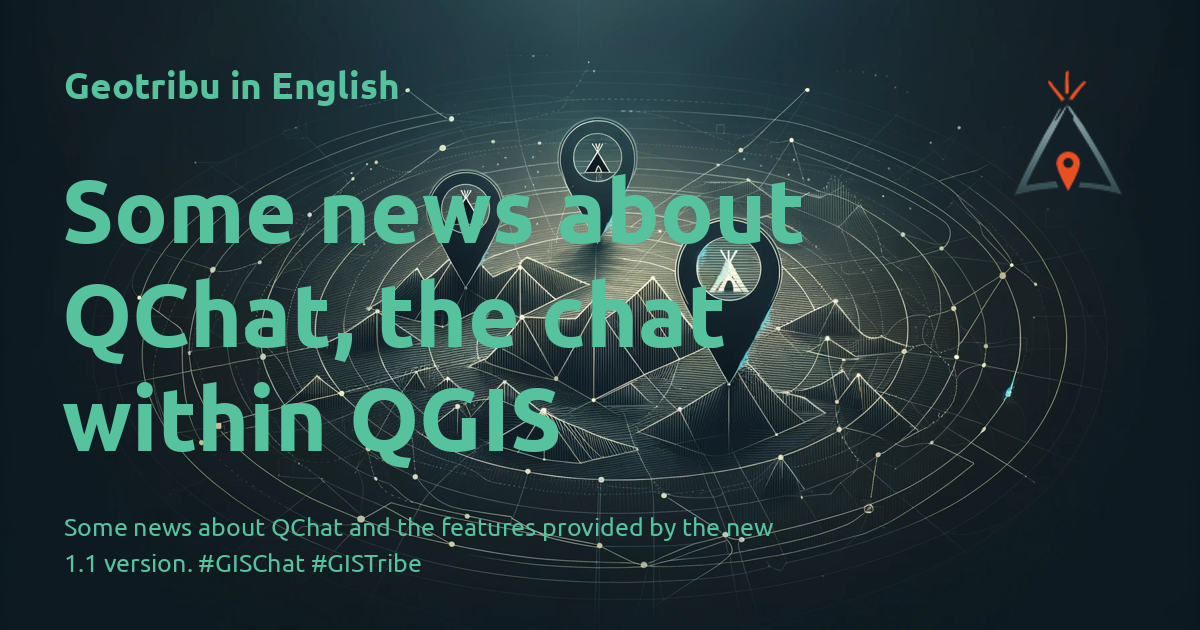 Geotribu in English
Some news about
QChat, the chat
within QGIS
Some news about QChat and the features provided by the new
1.1 version. #GISChat #GISTribe